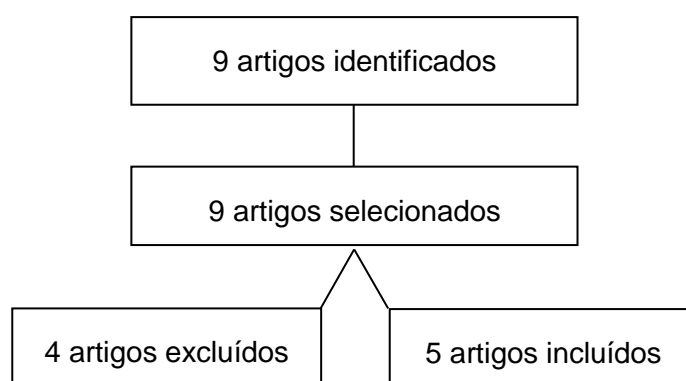 9 artigos identificados
9 artigos selecionados
4 artigos excluídos
5 artigos incluídos